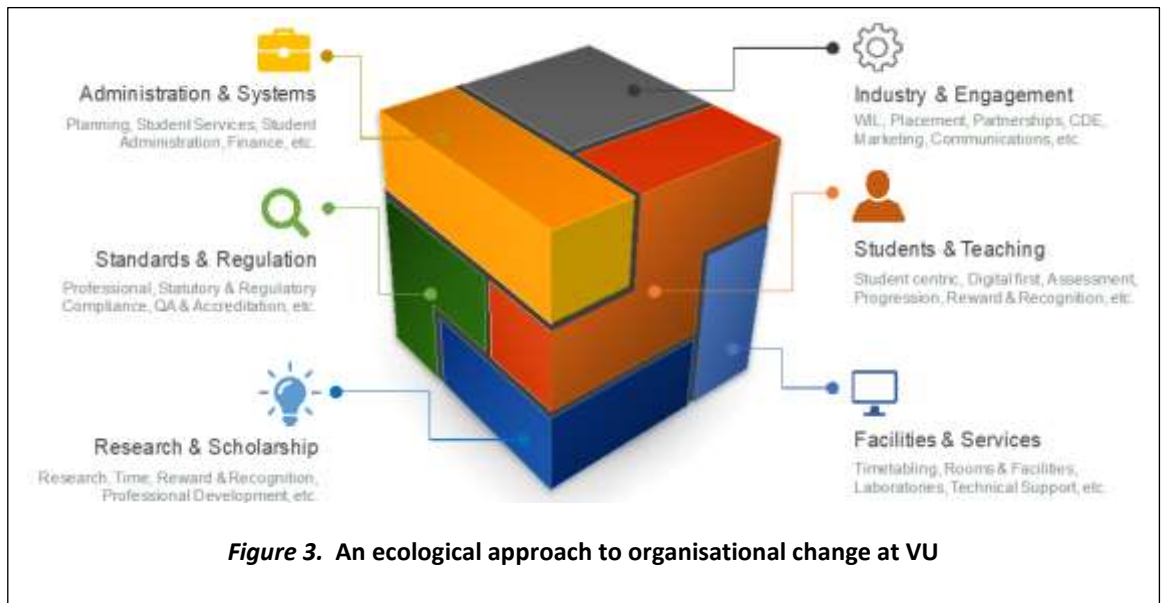 Administration & Systems
Planning, Student Services, Student
Administration, Finance, etc.
Standards & Regulation
Professional, Statutory & Regulatory
Compliance, QA & Accreditation, etc.
Research & Scholarship
Research, Time, Reward & Recognition,
Professional Development, etc.
Industry & Engagement
WIL, Placement, Partnerships, CDE,
Marketing, Communications, etc.
Students & Teaching
Student centric, Digital first, Assessment,
Progression, Reward & Recognition, etc.
Facilities & Services
Timetabling, Rooms & Facilities,
Laboratories, Technical Support, etc.
Figure 3. An ecological approach to organisational change at VU